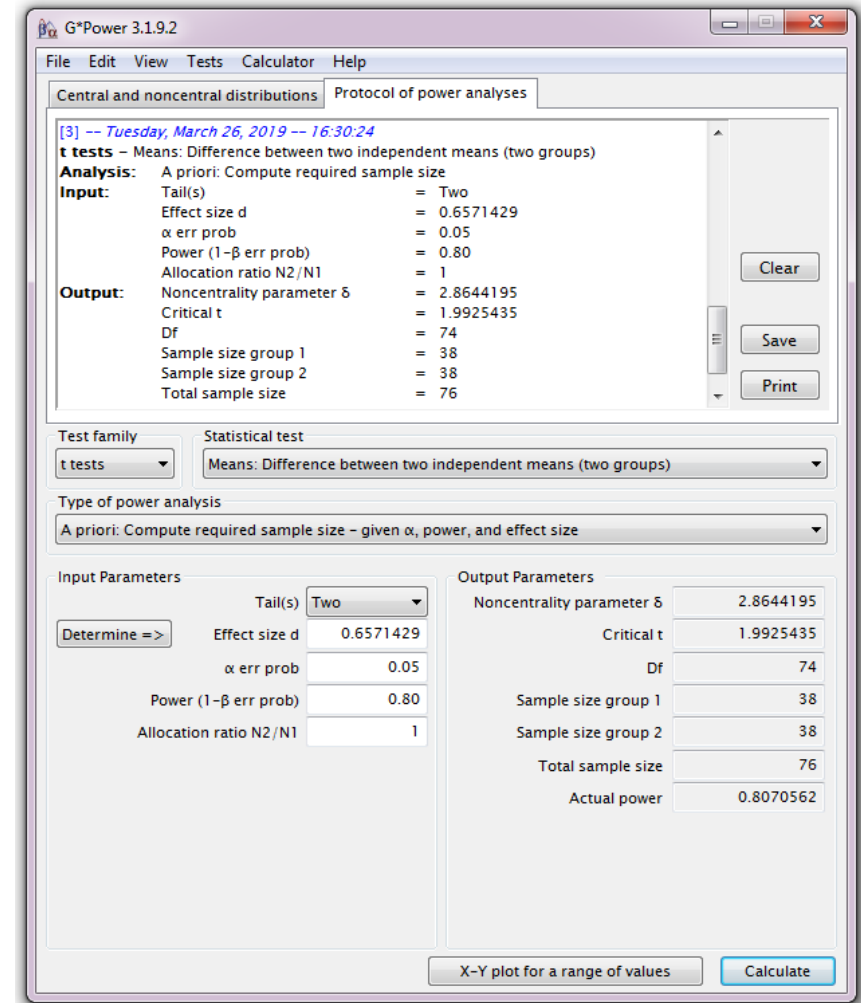 G*Power 3.1.9.2
File Edit View Tests Calculator Help
Central and noncentral distributions Protocol of power analyses
[3] -- Tuesday, March 26, 2019 -- 16:30:24
t tests – Means: Difference between two independent means (two groups)
Analysis: A priori: Compute required sample size
Input: Tail(s) = Two
Effect size d = 0.6571429
α err prob = 0.05
Power (1-β err prob) = 0.80
Allocation ratio N2/N1 = 1
Output: Noncentrality parameter δ = 2.8644195
Critical t = 1.9925435
Df = 74
Sample size group 1 = 38
Sample size group 2 = 38
Total sample size = 76
Clear
Save
Print
Test family Statistical test
t tests Means: Difference between two independent means (two groups)
Type of power analysis
A priori: Compute required sample size – given α, power, and effect size
Input Parameters
Tail(s) Two
Determine => Effect size d 0.6571429
α err prob 0.05
Power (1-β err prob) 0.80
Allocation ratio N2/N1 1
Output Parameters
Noncentrality parameter δ 2.8644195
Critical t 1.9925435
Df 74
Sample size group 1 38
Sample size group 2 38
Total sample size 76
Actual power 0.8070562
X-Y plot for a range of values Calculate